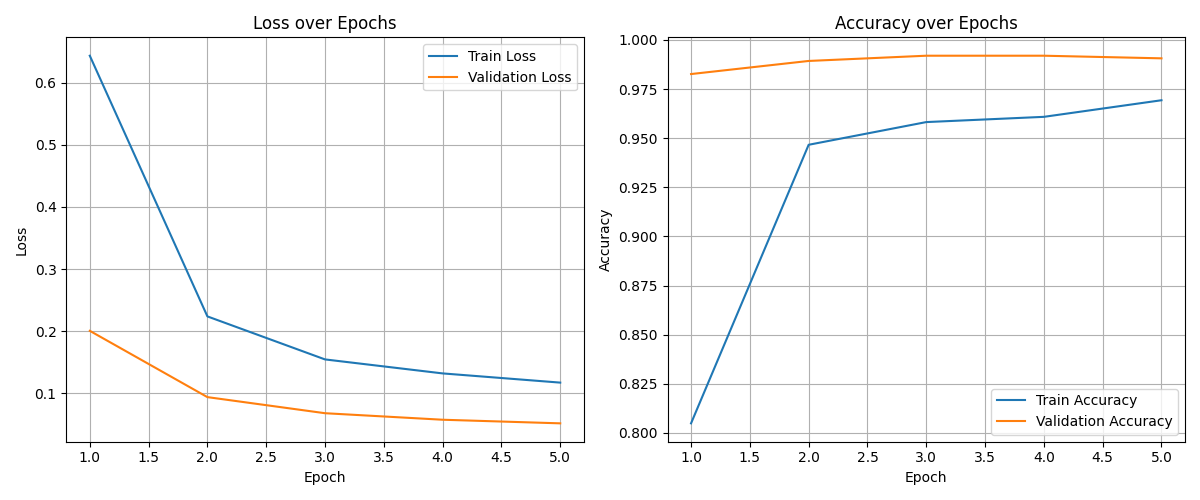 Loss over Epochs
Train Loss
Validation Loss
0.6
0.5
0.4
0.3
0.2
0.1
Loss
1.0 1.5 2.0 2.5 3.0 3.5 4.0 4.5 5.0
Epoch
Accuracy over Epochs
1.000
0.975
0.950
0.925
0.900
0.875
0.850
0.825
0.800
Accuracy
Train Accuracy
Validation Accuracy
1.0 1.5 2.0 2.5 3.0 3.5 4.0 4.5 5.0
Epoch